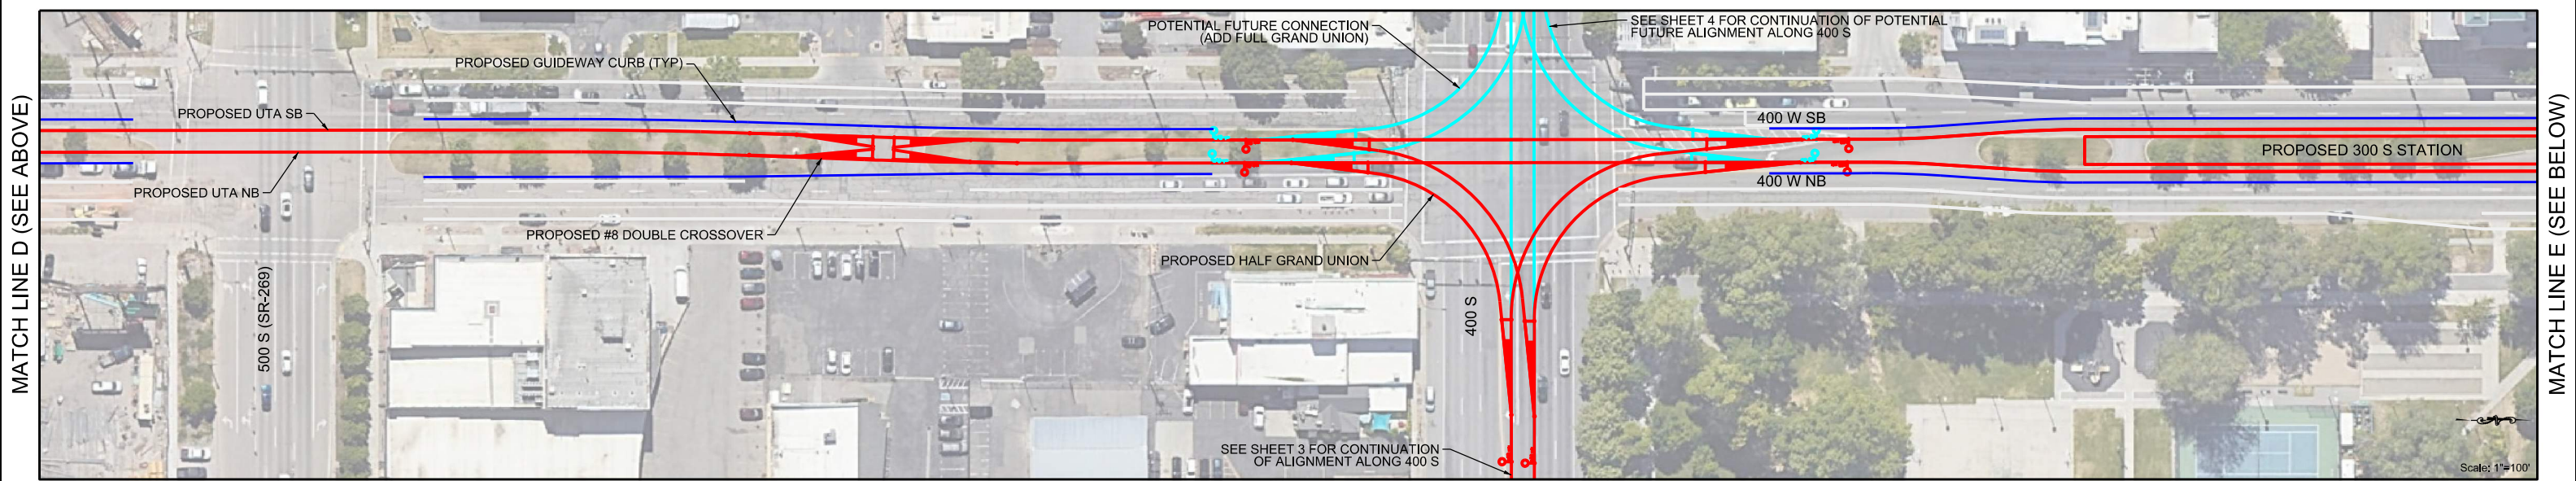 MATCH LINE D (SEE ABOVE)
PROPOSED UTA SB
PROPOSED UTA NB
500 S (SR-269)
PROPOSED GUIDEWAY CURB (TYP)
PROPOSED #8 DOUBLE CROSSOVER
POTENTIAL FUTURE CONNECTION
(ADD FULL GRAND UNION)
SEE SHEET 4 FOR CONTINUATION OF POTENTIAL
FUTURE ALIGNMENT ALONG 400 S
PROPOSED HALF GRAND UNION
400 S
SEE SHEET 3 FOR CONTINUATION
OF ALIGNMENT ALONG 400 S
400 W SB
400 W NB
PROPOSED 300 S STATION
Scale: 1"=100'
MATCH LINE E (SEE BELOW)